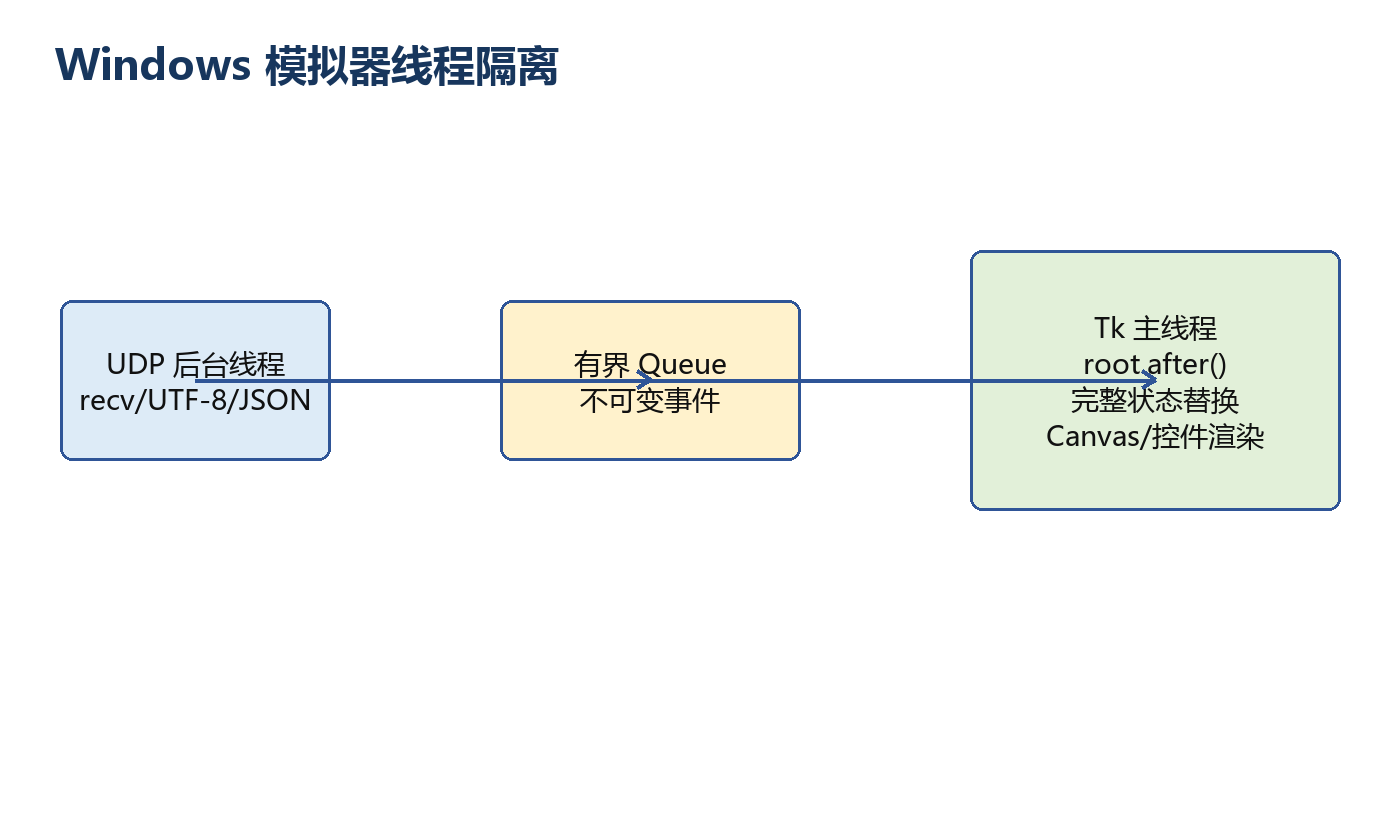 Windows 模拟器线程隔离
UDP 后台线程
recv/UTF-8/JSON
有界 Queue
不可变事件
Tk 主线程
root.after()
完整状态替换
Canvas/控件渲染